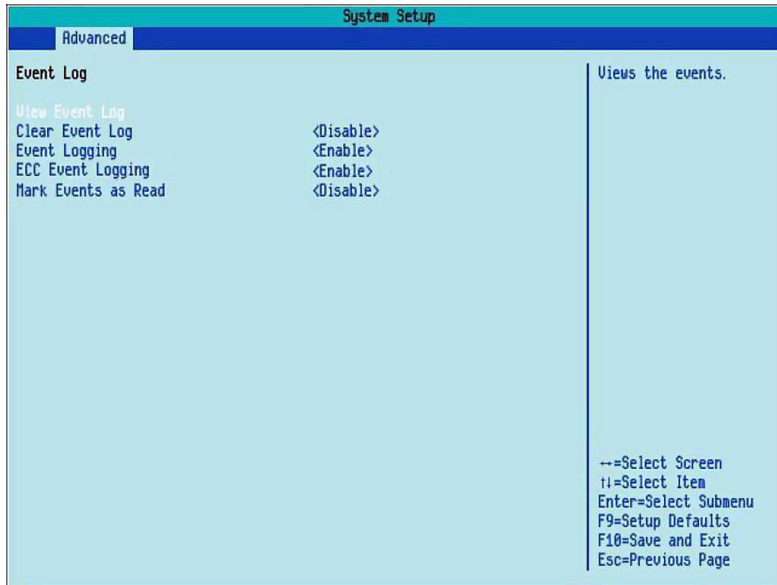 System Setup
Advanced
Event Log
Views the events.
View Event Log
Clear Event Log <Disable>
Event Logging <Enable>
ECC Event Logging <Enable>
Mark Events as Read <Disable>
↔=Select Screen
↑↓=Select Item
Enter=Select Submenu
F9=Setup Defaults
F10=Save and Exit
Esc=Previous Page